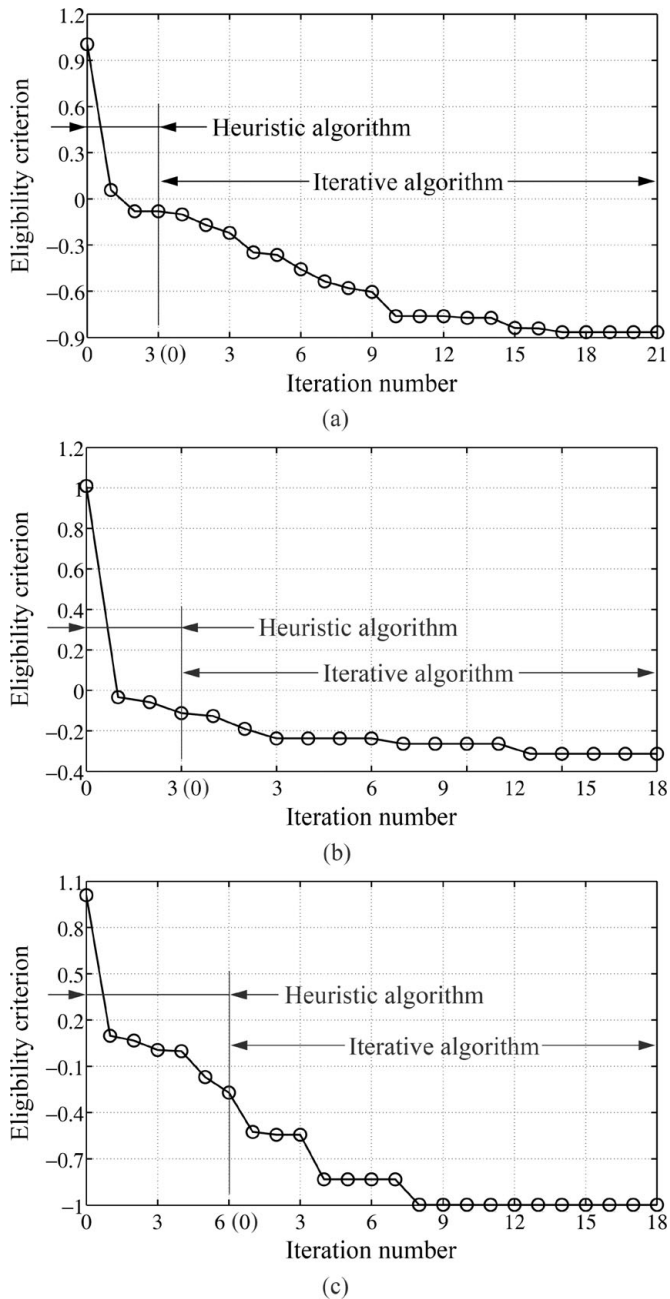 1.2
0.9
0.6
Heuristic algorithm
0.3
Iterative algorithm
0
−0.3
−0.6
−0.9
Eligibility criterion
0 3 (0) 3 6 9 12 15 18 21
Iteration number
(a)
1.2
1
0.8
0.6
0.4
Heuristic algorithm
0.2
Iterative algorithm
0
−0.2
−0.4
Eligibility criterion
0 3 (0) 3 6 9 12 15 18
Iteration number
(b)
1.1
0.8
0.5
Heuristic algorithm
0.2
Iterative algorithm
−0.1
−0.4
−0.7
−1
Eligibility criterion
0 3 6 (0) 3 6 9 12 15 18
Iteration number
(c)